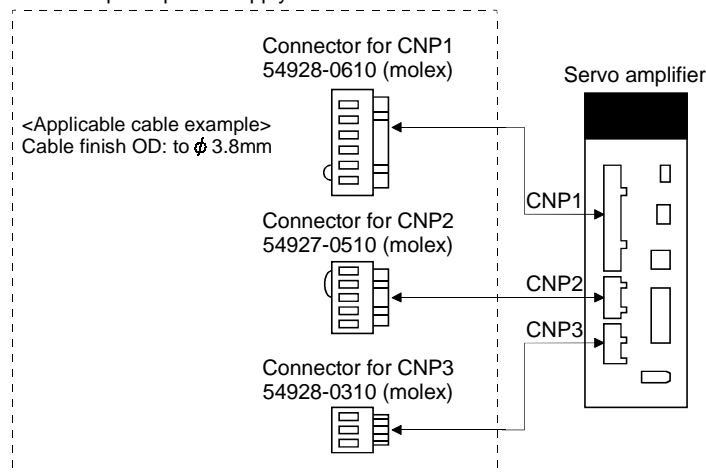 Connector for CNP1
54928-0610 (molex)
Servo amplifier
<Applicable cable example>
Cable finish OD: to ϕ 3.8mm
CNP1
Connector for CNP2
54927-0510 (molex)
CNP2
CNP3
Connector for CNP3
54928-0310 (molex)